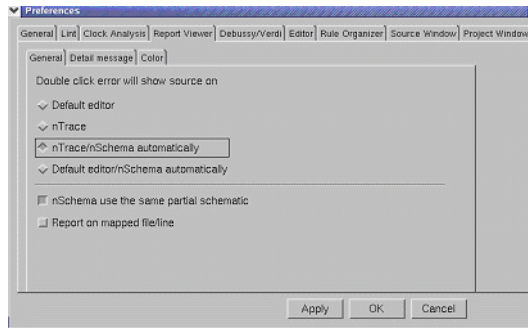 Preferences
General Lint Clock Analysis Report Viewer Debussy/Verdi Editor Rule Organizer Source Window Project Window
General Detail message Color
Double click error will show source on
Default editor
nTrace
nTrace/nSchema automatically
Default editor/nSchema automatically
nSchema use the same partial schematic
Report on mapped file/line
Apply OK Cancel